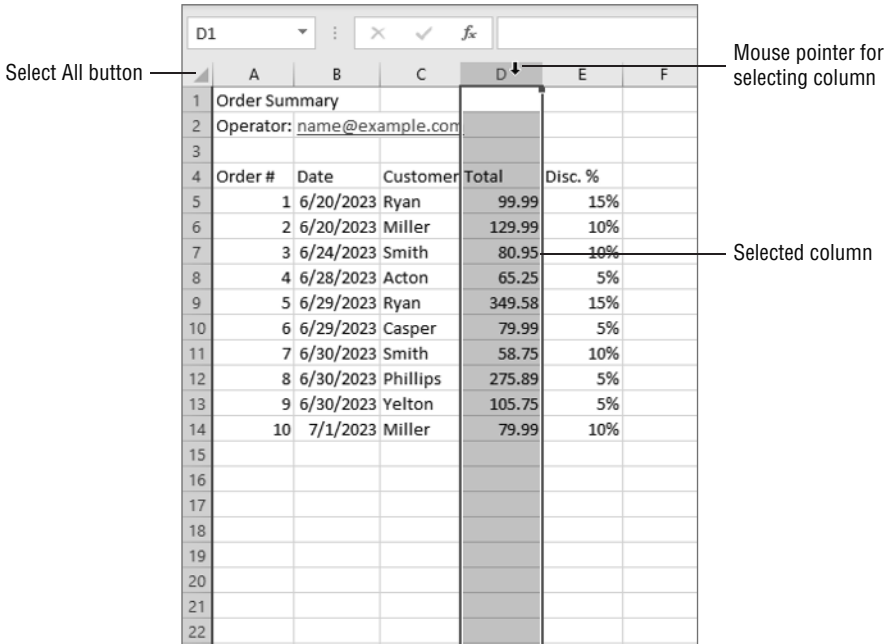 D1 fx
Mouse pointer for
selecting column
Select All button
A B C D E F
1 Order Summary
2 Operator: name@example.com
3
4 Order # Date Customer Total Disc. %
5 1 6/20/2023 Ryan 99.99 15%
6 2 6/20/2023 Miller 129.99 10%
7 3 6/24/2023 Smith 80.95 10%
Selected column
8 4 6/28/2023 Acton 65.25 5%
9 5 6/29/2023 Ryan 349.58 15%
10 6 6/29/2023 Casper 79.99 5%
11 7 6/30/2023 Smith 58.75 10%
12 8 6/30/2023 Phillips 275.89 5%
13 9 6/30/2023 Yelton 105.75 5%
14 10 7/1/2023 Miller 79.99 10%
15
16
17
18
19
20
21
22